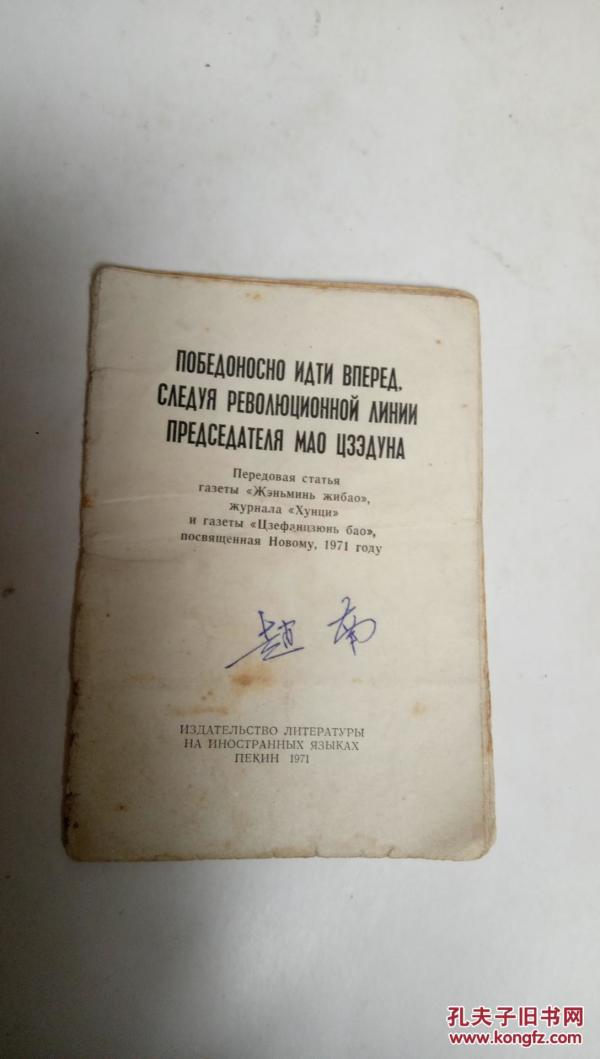 ПОБЕДОНОСНО ИДТИ ВПЕРЕД,
СЛЕДУЯ РЕВОЛЮЦИОННОЙ ЛИНИИ
ПРЕДСЕДАТЕЛЯ МАО ЦЗЭДУНА
Передовая статья
газеты «Жэньминь жибао»,
журнала «Хунци»
и газеты «Цзефанцзюнь бао»,
посвященная Новому, 1971 году
赵南
ИЗДАТЕЛЬСТВО ЛИТЕРАТУРЫ
НА ИНОСТРАННЫХ ЯЗЫКАХ
ПЕКИН 1971
孔夫子旧书网
www.kongfz.com